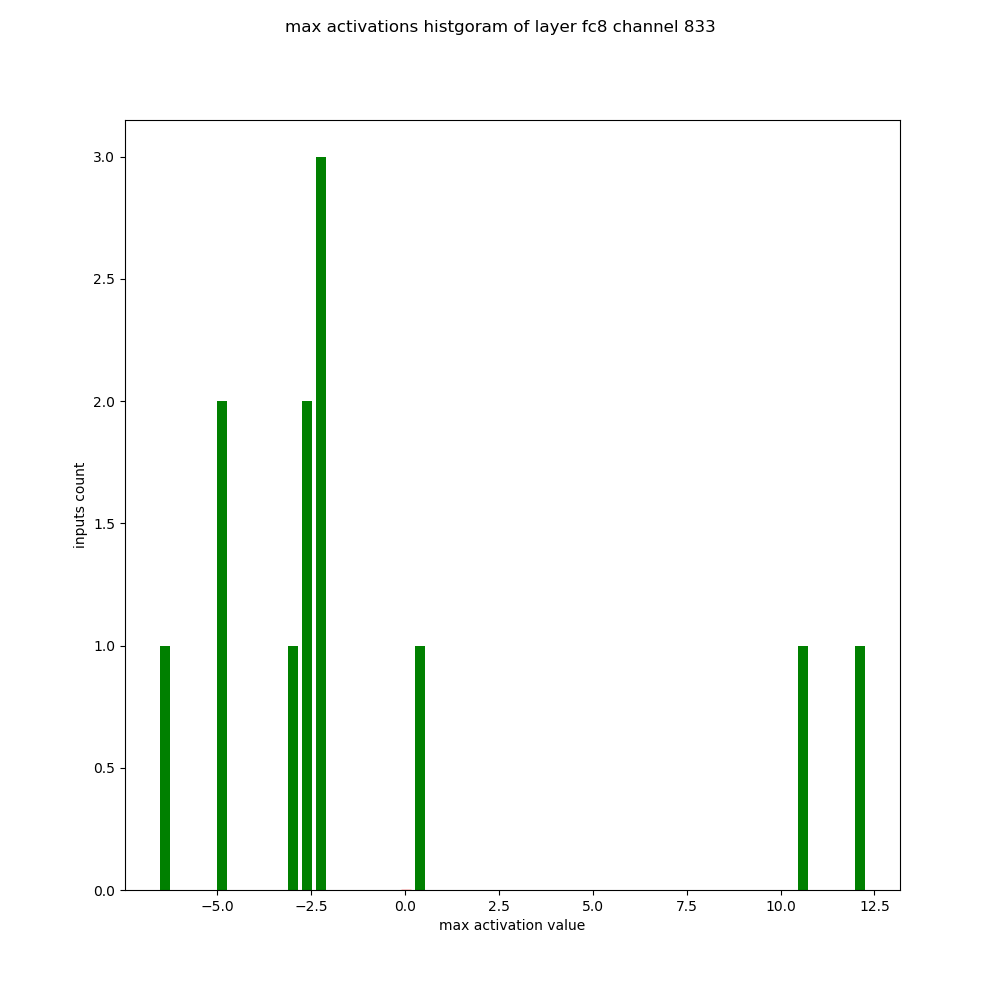 max activations histgoram of layer fc8 channel 833
3.0
2.5
2.0
1.5
1.0
0.5
0.0
inputs count
−5.0 −2.5 0.0 2.5 5.0 7.5 10.0 12.5
max activation value